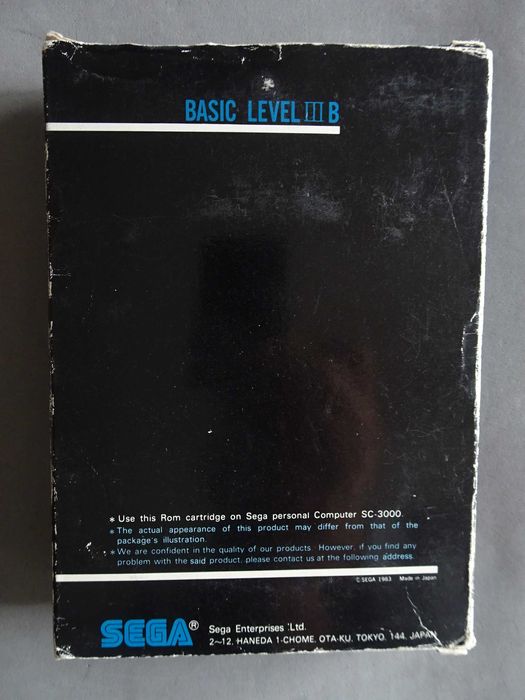 BASIC LEVEL III B
* Use this Rom cartridge on Sega personal Computer SC-3000.
* The actual appearance of this product may differ from that of the
package's illustration.
* We are confident in the quality of our products. However, if you find any
problem with the said product, please contact us at the following address.
© SEGA 1983 Made in Japan
SEGA® Sega Enterprises Ltd.
2~12, HANEDA 1-CHOME, OTA-KU, TOKYO, 144, JAPAN